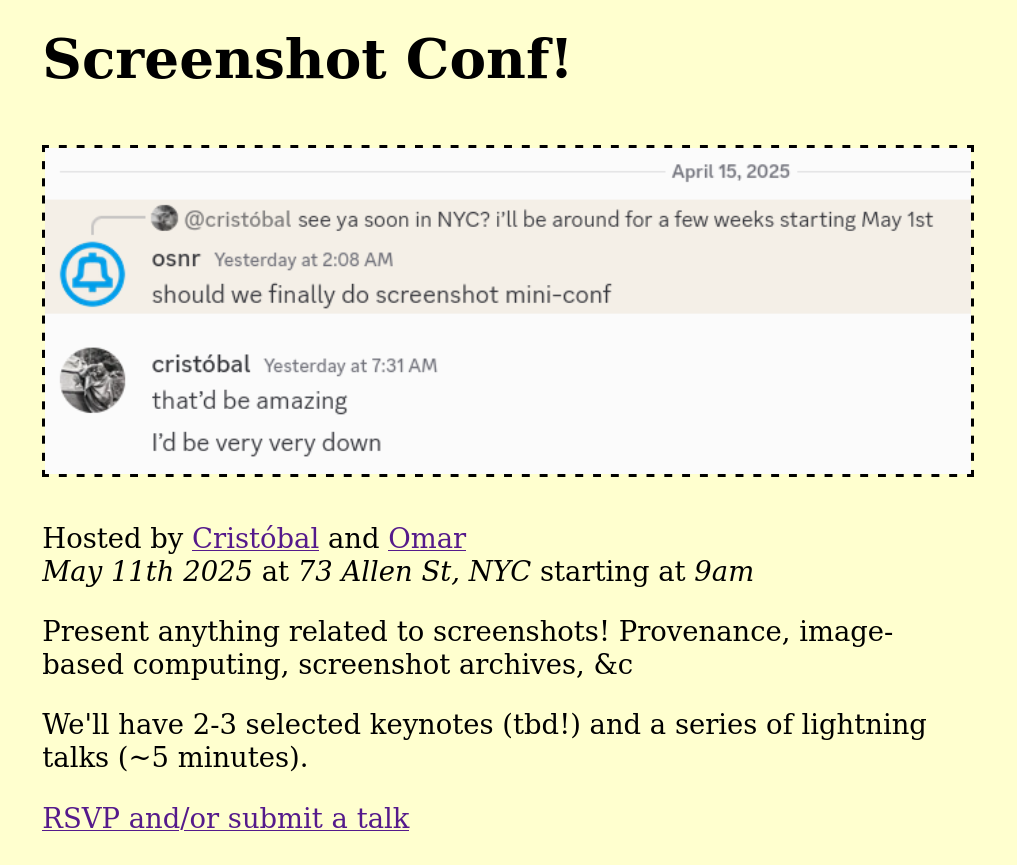 Screenshot Conf!
April 15, 2025
@cristóbal see ya soon in NYC? i’ll be around for a few weeks starting May 1st
osnr Yesterday at 2:08 AM
should we finally do screenshot mini-conf
cristóbal Yesterday at 7:31 AM
that’d be amazing
I’d be very very down
Hosted by Cristóbal and Omar
May 11th 2025 at 73 Allen St, NYC starting at 9am
Present anything related to screenshots! Provenance, image-
based computing, screenshot archives, &c
We'll have 2-3 selected keynotes (tbd!) and a series of lightning
talks (~5 minutes).
RSVP and/or submit a talk